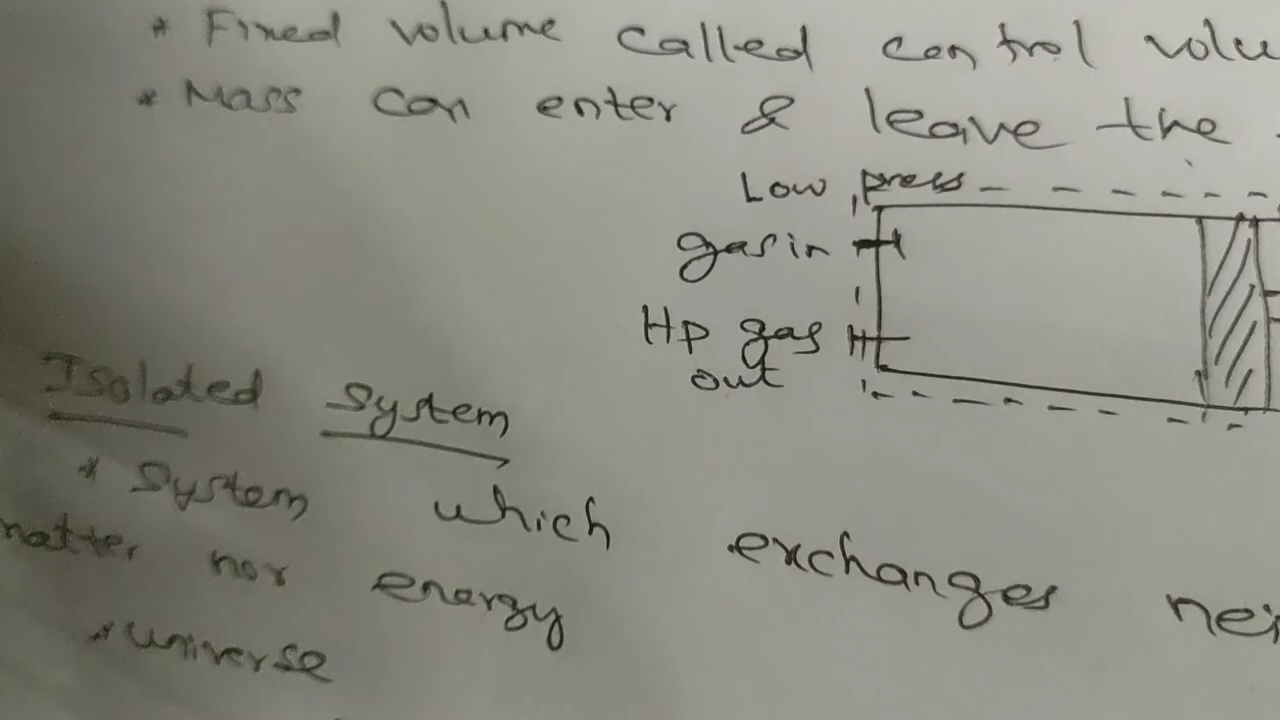 * Fixed volume called control volu
* Mass can enter & leave the
Low press
gas in
Hp gas
out
Isolated system
* System which exchanges nei
matter nor energy
* universe